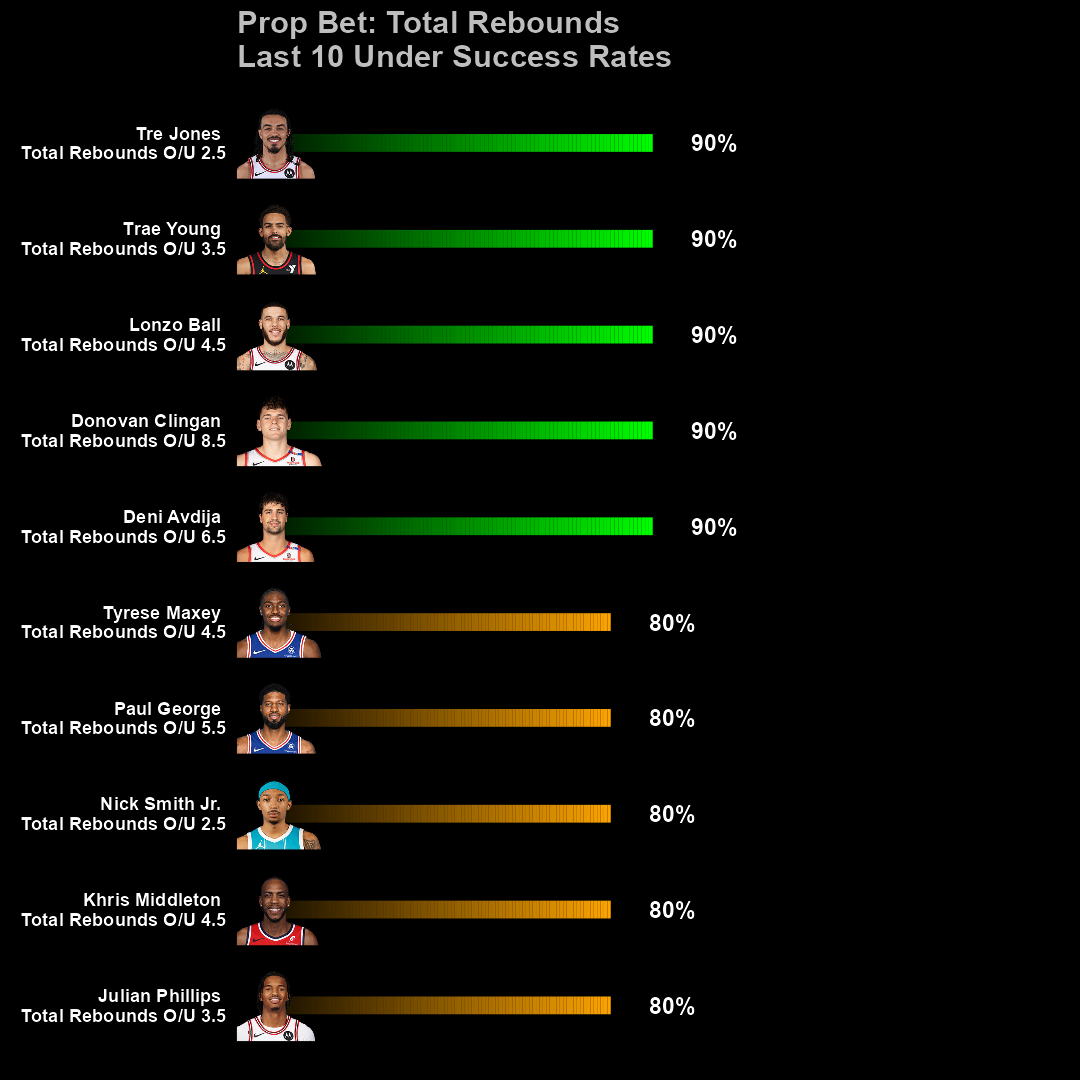 Prop Bet: Total Rebounds
Last 10 Under Success Rates
Tre Jones
Total Rebounds O/U 2.5
90%
Trae Young
Total Rebounds O/U 3.5
90%
Lonzo Ball
Total Rebounds O/U 4.5
90%
Donovan Clingan
Total Rebounds O/U 8.5
90%
Deni Avdija
Total Rebounds O/U 6.5
90%
Tyrese Maxey
Total Rebounds O/U 4.5
80%
Paul George
Total Rebounds O/U 5.5
80%
Nick Smith Jr.
Total Rebounds O/U 2.5
80%
Khris Middleton
Total Rebounds O/U 4.5
80%
Julian Phillips
Total Rebounds O/U 3.5
80%